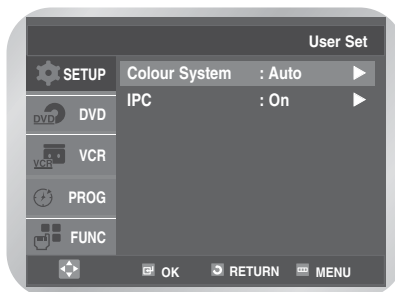 User Set
SETUP
Colour System : Auto
IPC : On
DVD DVD
VCR VCR
PROG
FUNC
OK RETURN MENU